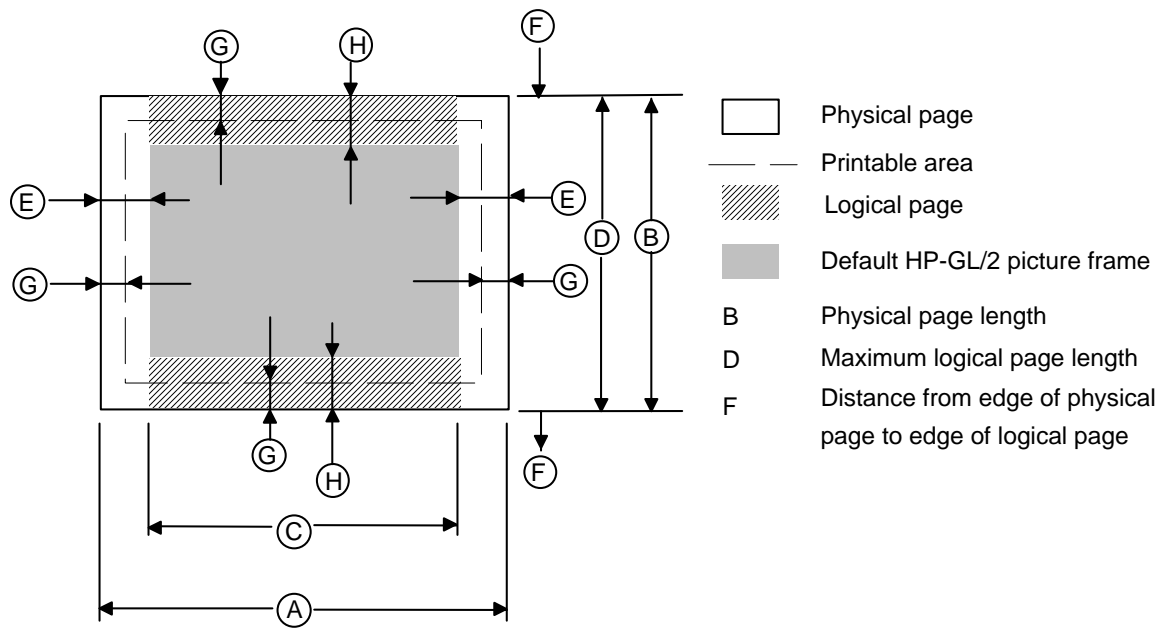 F
G
H
E
E
D
B
G
G
G
H
F
C
A
Physical page
Printable area
Logical page
Default HP-GL/2 picture frame
B Physical page length
D Maximum logical page length
F Distance from edge of physical
page to edge of logical page